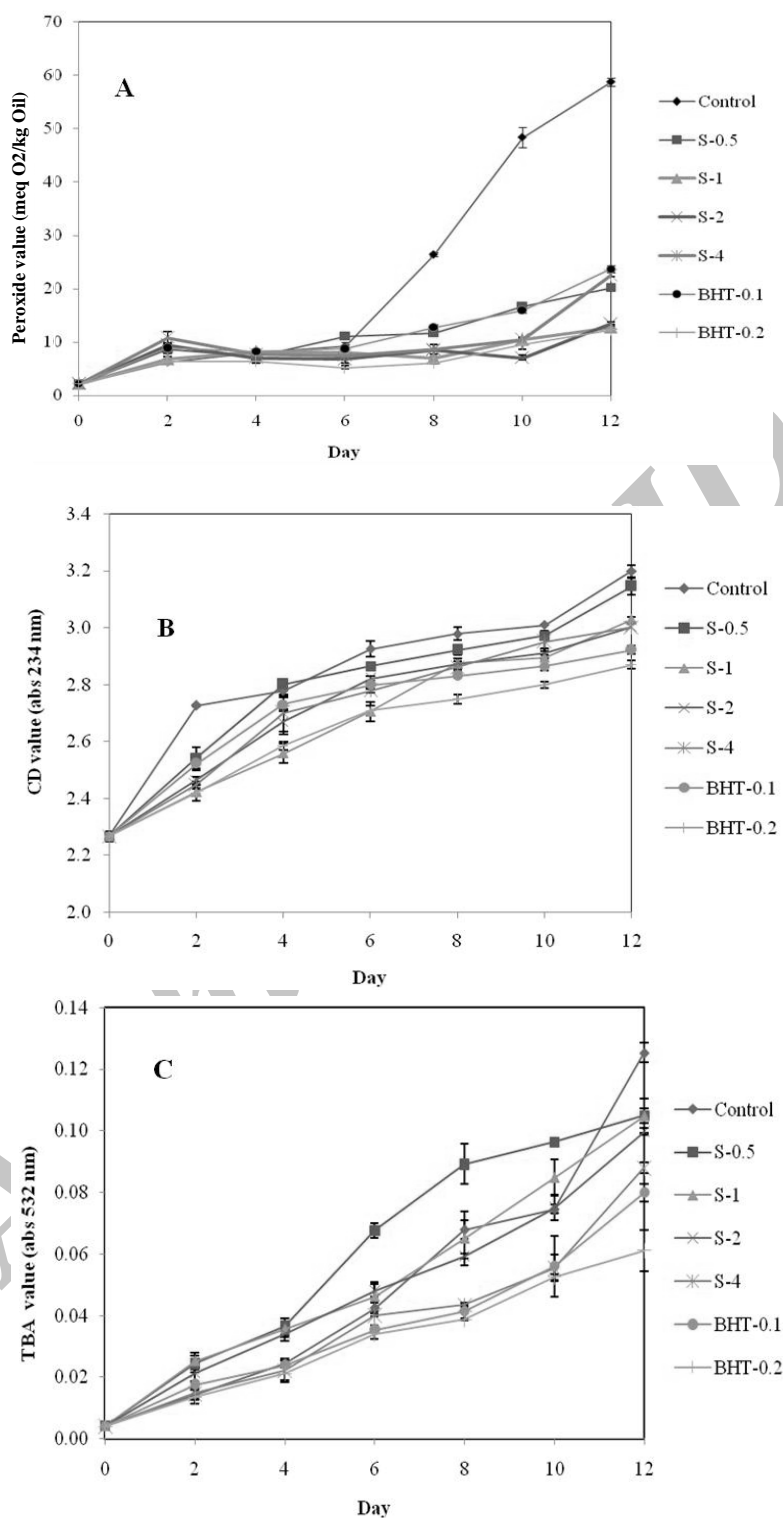 A
Peroxide value (meq O2/kg Oil)
70
60
50
40
30
20
10
0
0 2 4 6 8 10 12
Day
Control
S-0.5
S-1
S-2
S-4
BHT-0.1
BHT-0.2
B
CD value (abs 234 nm)
3.4
3.2
3.0
2.8
2.6
2.4
2.2
2.0
0 2 4 6 8 10 12
Day
Control
S-0.5
S-1
S-2
S-4
BHT-0.1
BHT-0.2
C
TBA value (abs 532 nm)
0.14
0.12
0.10
0.08
0.06
0.04
0.02
0.00
0 2 4 6 8 10 12
Day
Control
S-0.5
S-1
S-2
S-4
BHT-0.1
BHT-0.2